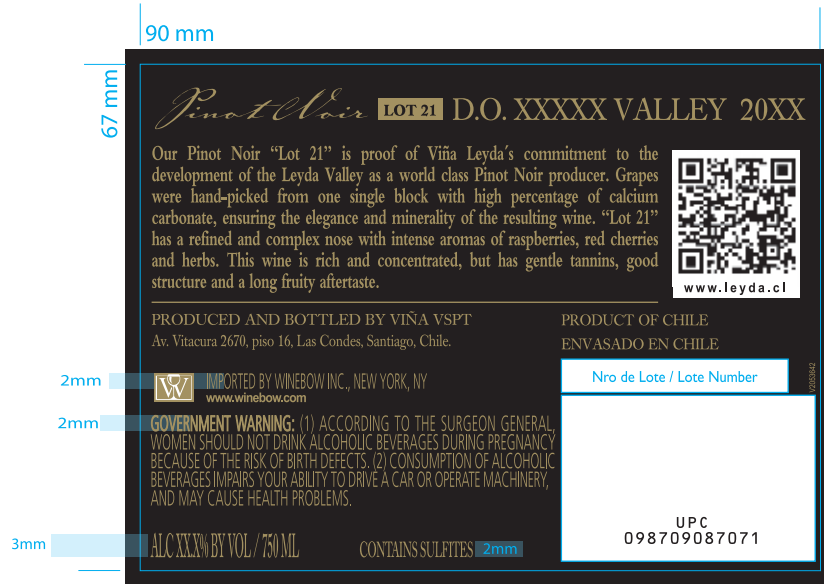 90 mm
67 mm
Pinot Noir LOT 21 D.O. XXXXX VALLEY 20XX
Our Pinot Noir “Lot 21” is proof of Viña Leyda´s commitment to the
development of the Leyda Valley as a world class Pinot Noir producer. Grapes
were hand-picked from one single block with high percentage of calcium
carbonate, ensuring the elegance and minerality of the resulting wine. “Lot 21”
has a refined and complex nose with intense aromas of raspberries, red cherries
and herbs. This wine is rich and concentrated, but has gentle tannins, good
structure and a long fruity aftertaste.
www.leyda.cl
PRODUCED AND BOTTLED BY VIÑA VSPT
Av. Vitacura 2670, piso 16, Las Condes, Santiago, Chile.
PRODUCT OF CHILE
ENVASADO EN CHILE
2mm
W
IMPORTED BY WINEBOW INC., NEW YORK, NY
www.winebow.com
Nro de Lote / Lote Number
2mm
GOVERNMENT WARNING: (1) ACCORDING TO THE SURGEON GENERAL,
WOMEN SHOULD NOT DRINK ALCOHOLIC BEVERAGES DURING PREGNANCY
BECAUSE OF THE RISK OF BIRTH DEFECTS. (2) CONSUMPTION OF ALCOHOLIC
BEVERAGES IMPAIRS YOUR ABILITY TO DRIVE A CAR OR OPERATE MACHINERY,
AND MAY CAUSE HEALTH PROBLEMS.
UPC
098709087071
3mm
ALC XX.X% BY VOL / 750 ML
CONTAINS SULFITES
2mm